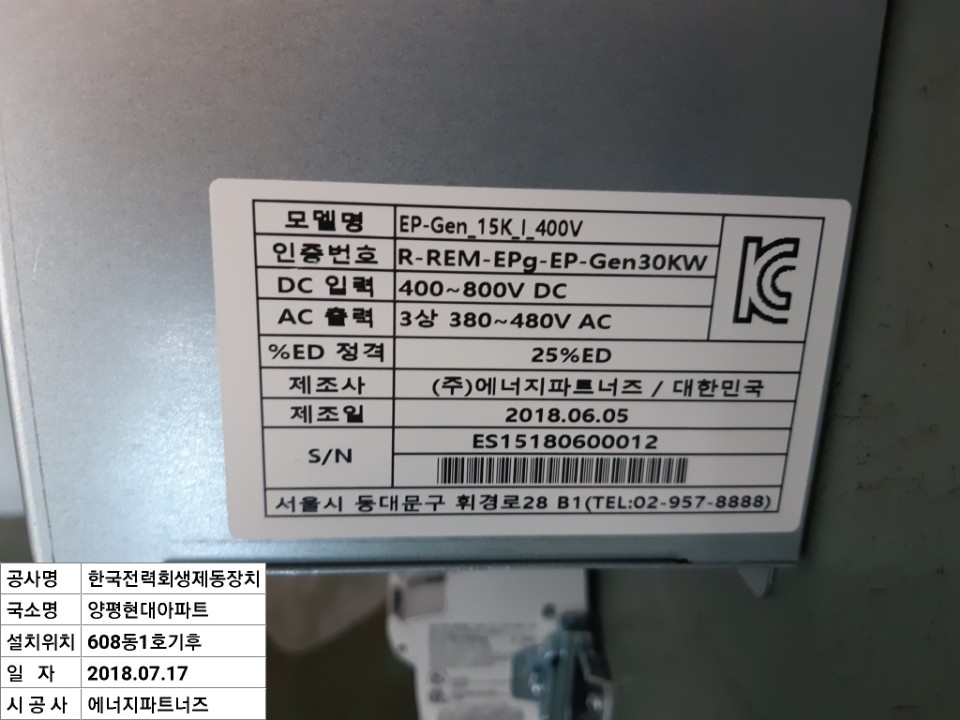 모델명 EP-Gen_15K_I_400V
인증번호 R-REM-EPg-EP-Gen30KW
DC 입력 400~800V DC
AC 출력 3상 380~480V AC
%ED 정격 25%ED
제조사 (주)에너지파트너즈 / 대한민국
제조일 2018.06.05
S/N ES15180600012
서울시 동대문구 휘경로28 B1(TEL:02-957-8888)
공사명 한국전력회생제동장치
국소명 양평현대아파트
설치위치 608동1호기후
일 자 2018.07.17
시 공 사 에너지파트너즈